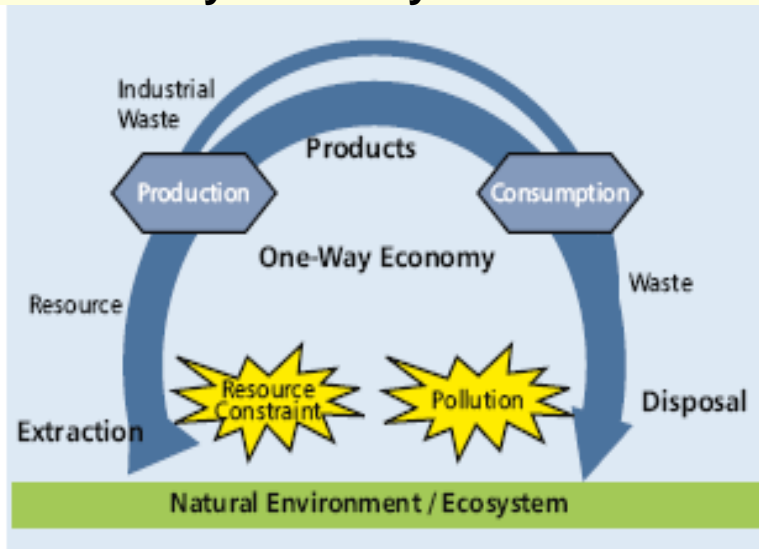 Industrial
Waste
Products
Production
Consumption
One-Way Economy
Resource
Waste
Resource
Constraint
Pollution
Extraction
Disposal
Natural Environment / Ecosystem